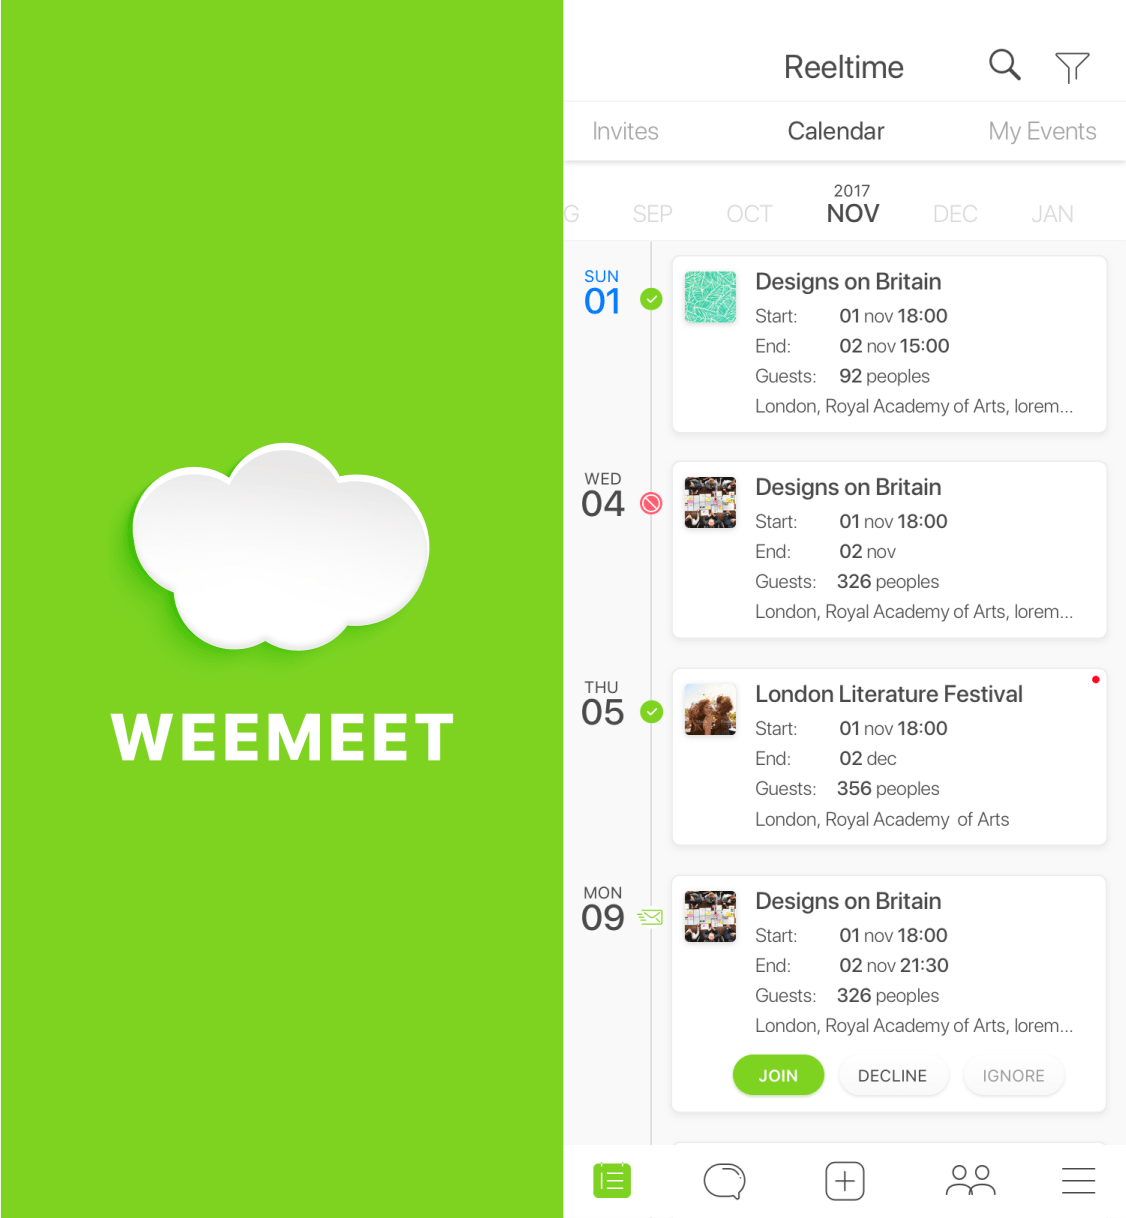 WEEMEET
Reeltime
Invites
Calendar
My Events
G
SEP
OCT
2017
NOV
DEC
JAN
SUN
01
Designs on Britain
Start: 01 nov 18:00
End: 02 nov 15:00
Guests: 92 peoples
London, Royal Academy of Arts, lorem...
WED
04
Designs on Britain
Start: 01 nov 18:00
End: 02 nov
Guests: 326 peoples
London, Royal Academy of Arts, lorem...
THU
05
London Literature Festival
Start: 01 nov 18:00
End: 02 dec
Guests: 356 peoples
London, Royal Academy  of Arts
MON
09
Designs on Britain
Start: 01 nov 18:00
End: 02 nov 21:30
Guests: 326 peoples
London, Royal Academy of Arts, lorem...
JOIN
DECLINE
IGNORE